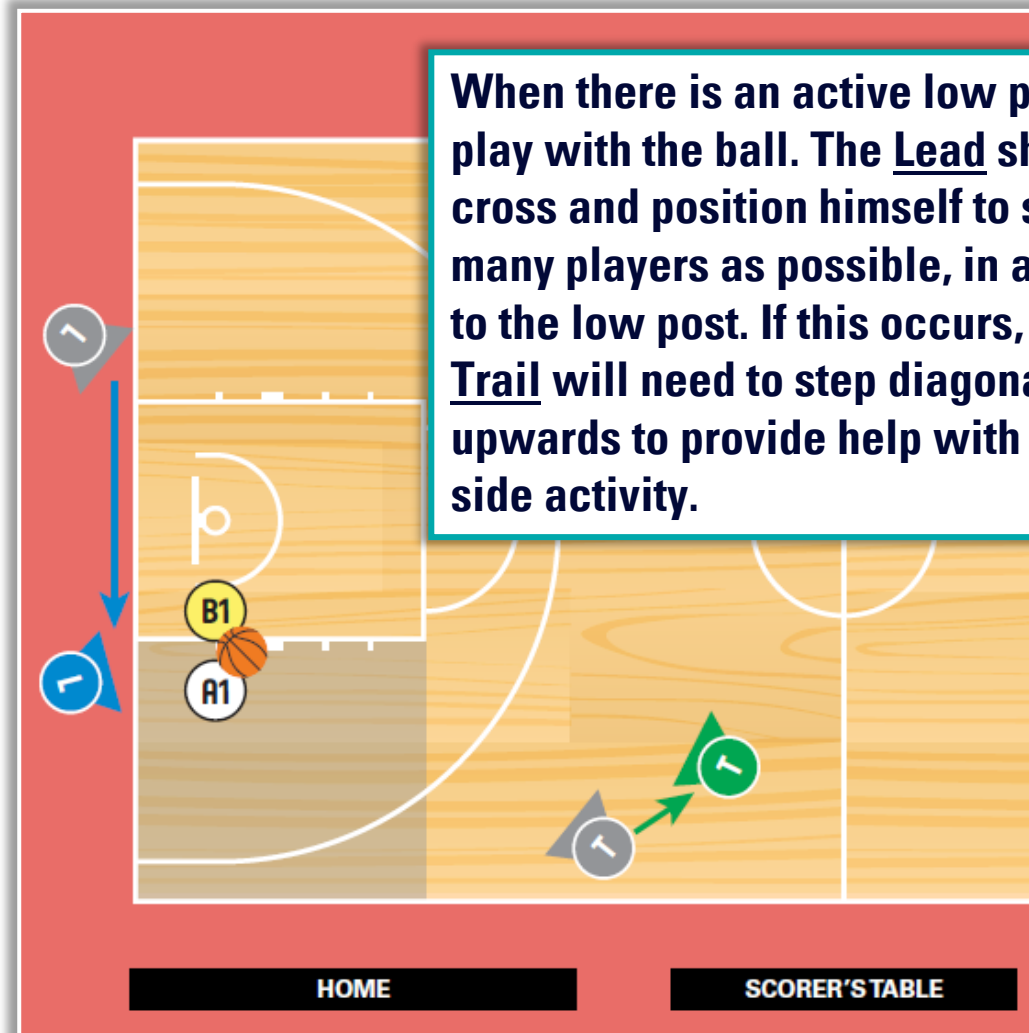 When there is an active low
play with the ball. The Lead
cross and position himself to
many players as possible, in
to the low post. If this occurs,
Trail will need to step
upwards to provide help with
side activity.
L
B1
A1
L
T
T
HOME
SCORER'S TABLE